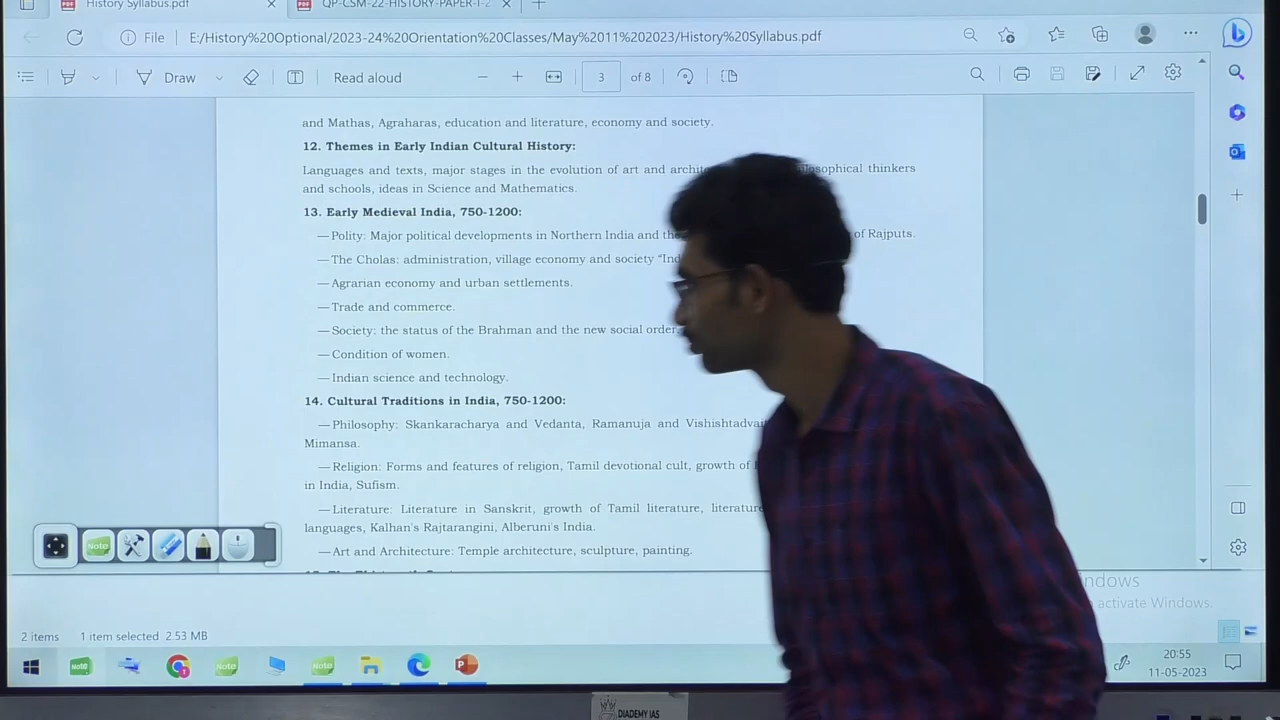 History Syllabus.pdf
QP-CSM-22-HISTORY-PAPER-I-2
File
E:/History%20Optional/2023-24%20Orientation%20Classes/May%2011%202023/History%20Syllabus.pdf
Draw
Read aloud
3
of 8
and Mathas, Agraharas, education and literature, economy and society.
12. Themes in Early Indian Cultural History:
Languages and texts, major stages in the evolution of art and thinkers
and schools, ideas in Science and Mathematics.
13. Early Medieval India, 750-1200:
— Polity: Major political developments in Northern India and of Rajputs.
— The Cholas: administration, village economy and society
— Agrarian economy and urban settlements.
— Trade and commerce.
— Society: the status of the Brahman and the new social order.
— Condition of women.
— Indian science and technology.
14. Cultural Traditions in India, 750-1200:
— Philosophy: Skankaracharya and Vedanta, Ramanuja and
Mimansa.
— Religion: Forms and features of religion, Tamil devotional cult, growth of
in India, Sufism.
— Literature: Literature in Sanskrit, growth of Tamil literature,
languages, Kalhan's Rajtarangini, Alberuni's India.
— Art and Architecture: Temple architecture, sculpture, painting.
Note
activate Windows.
2 items
1 item selected 2.53 MB
Note
Note
Note
20:55
11-05-2023
DIADEMY IAS